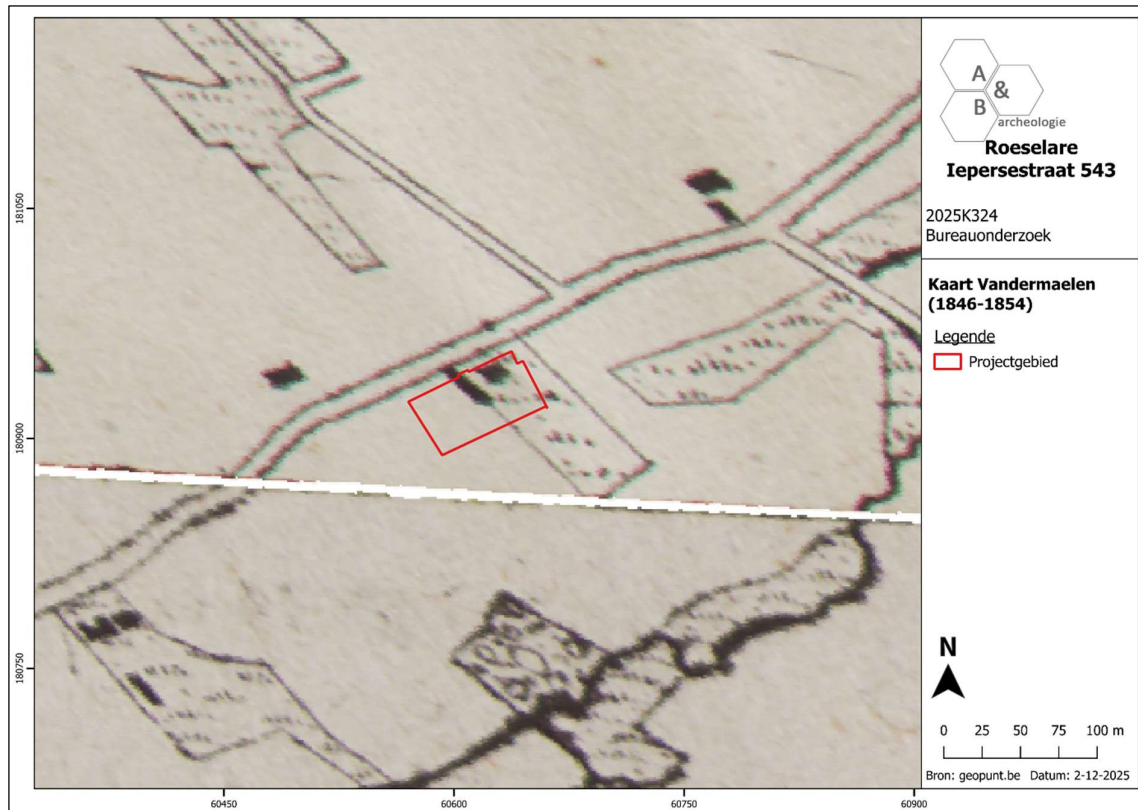 A
&
B
archeologie
Roeselare
Iepersestraat 543
2025K324
Bureauonderzoek
Kaart Vandermaelen
(1846-1854)
Legende
Projectgebied
N
0 25 50 75 100 m
Bron: geopunt.be Datum: 2-12-2025
181050
180900
180750
60450 60600 60750 60900